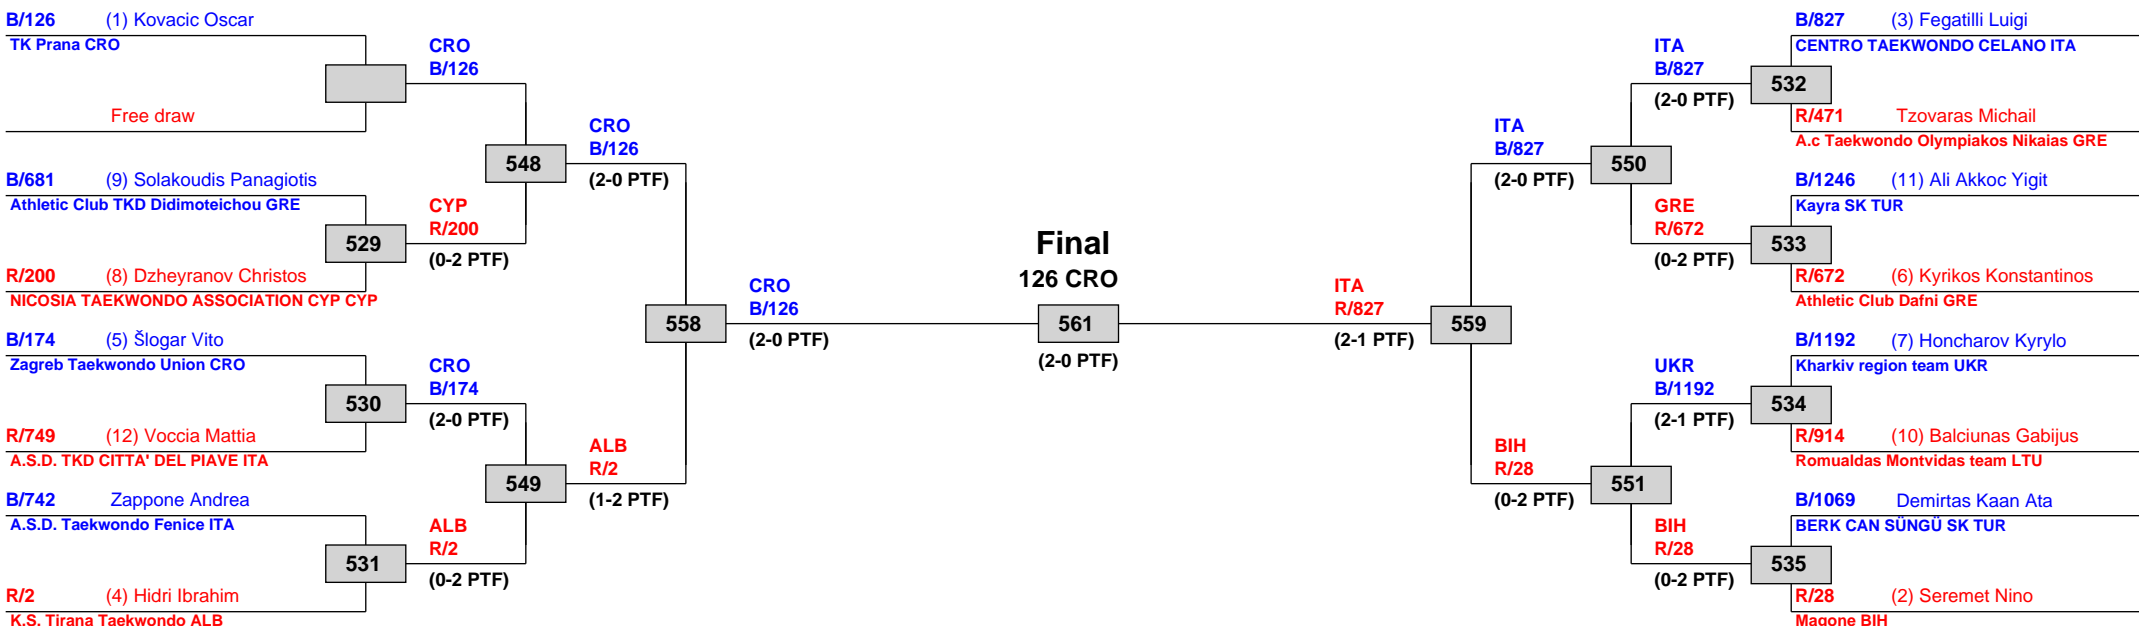 B/126 (1) Kovacic Oscar
TK Prana CRO
Free draw
CRO
B/126
B/681 (9) Solakoudis Panagiotis
Athletic Club TKD Didimoteichou GRE
529
R/200 (8) Dzheyranov Christos
NICOSIA TAEKWONDO ASSOCIATION CYP CYP
CYP
R/200
(0-2 PTF)
548
CRO
B/126
(2-0 PTF)
B/174 (5) Šlogar Vito
Zagreb Taekwondo Union CRO
530
R/749 (12) Voccia Mattia
A.S.D. TKD CITTA' DEL PIAVE ITA
CRO
B/174
(2-0 PTF)
B/742 Zappone Andrea
A.S.D. Taekwondo Fenice ITA
531
R/2 (4) Hidri Ibrahim
K.S. Tirana Taekwondo ALB
ALB
R/2
(0-2 PTF)
549
ALB
R/2
(1-2 PTF)
558
CRO
B/126
(2-0 PTF)
Final
126 CRO
561
(2-0 PTF)
ITA
R/827
(2-1 PTF)
559
ITA
B/827
(2-0 PTF)
550
ITA
B/827
(2-0 PTF)
532
B/827 (3) Fegatilli Luigi
CENTRO TAEKWONDO CELANO ITA
R/471 Tzovaras Michail
A.c Taekwondo Olympiakos Nikaias GRE
GRE
R/672
(0-2 PTF)
533
B/1246 (11) Ali Akkoc Yigit
Kayra SK TUR
R/672 (6) Kyrikos Konstantinos
Athletic Club Dafni GRE
BIH
R/28
(0-2 PTF)
551
UKR
B/1192
(2-1 PTF)
534
B/1192 (7) Honcharov Kyrylo
Kharkiv region team UKR
R/914 (10) Balciunas Gabijus
Romualdas Montvidas team LTU
BIH
R/28
(0-2 PTF)
535
B/1069 Demirtas Kaan Ata
BERK CAN SÜNGÜ SK TUR
R/28 (2) Seremet Nino
Magone BIH